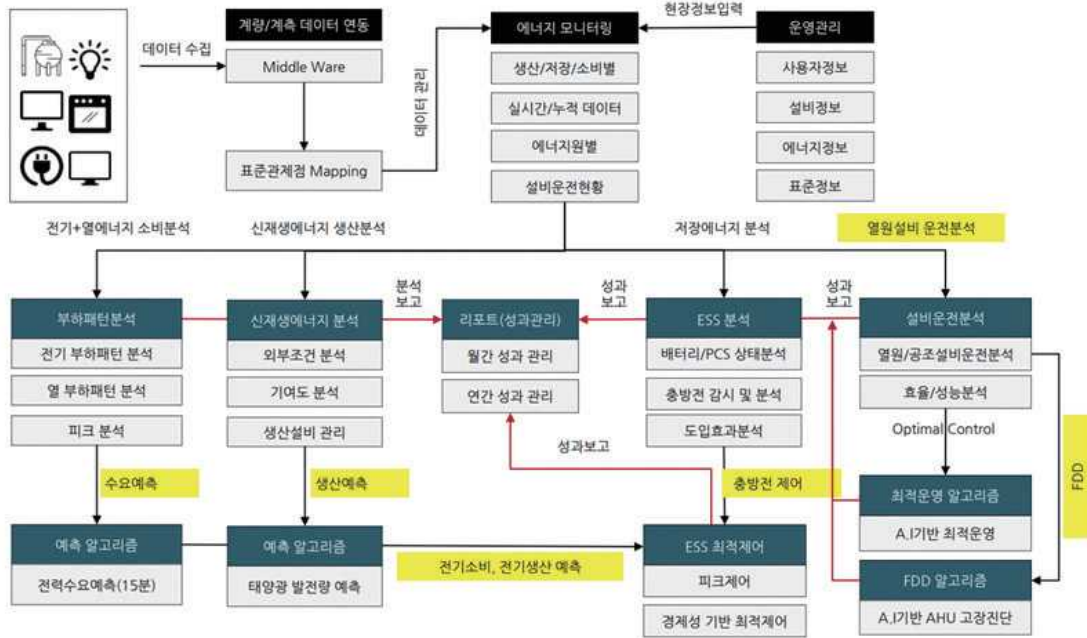 데이터 수집
계량/계측 데이터 연동
Middle Ware
표준관제점 Mapping
데이터 관리
에너지 모니터링
생산/저장/소비별
실시간/누적 데이터
에너지원별
설비운전현황
현장정보입력
운영관리
사용자정보
설비정보
에너지정보
표준정보
전기+열에너지 소비분석
신재생에너지 생산분석
저장에너지 분석
열원설비 운전분석
부하패턴분석
전기 부하패턴 분석
열 부하패턴 분석
피크 분석
신재생에너지 분석
외부조건 분석
기여도 분석
생산설비 관리
분석
보고
리포트(성과관리)
월간 성과 관리
연간 성과 관리
성과
보고
ESS 분석
배터리/PCS 상태분석
충방전 감시 및 분석
도입효과분석
성과
보고
설비운전분석
열원/공조설비운전분석
효율/성능분석
Optimal Control
성과보고
수요예측
생산예측
충방전 제어
FDD
예측 알고리즘
전력수요예측(15분)
예측 알고리즘
태양광 발전량 예측
전기소비, 전기생산 예측
ESS 최적제어
피크제어
경제성 기반 최적제어
최적운영 알고리즘
A.I기반 최적운영
FDD 알고리즘
A.I기반 AHU 고장진단